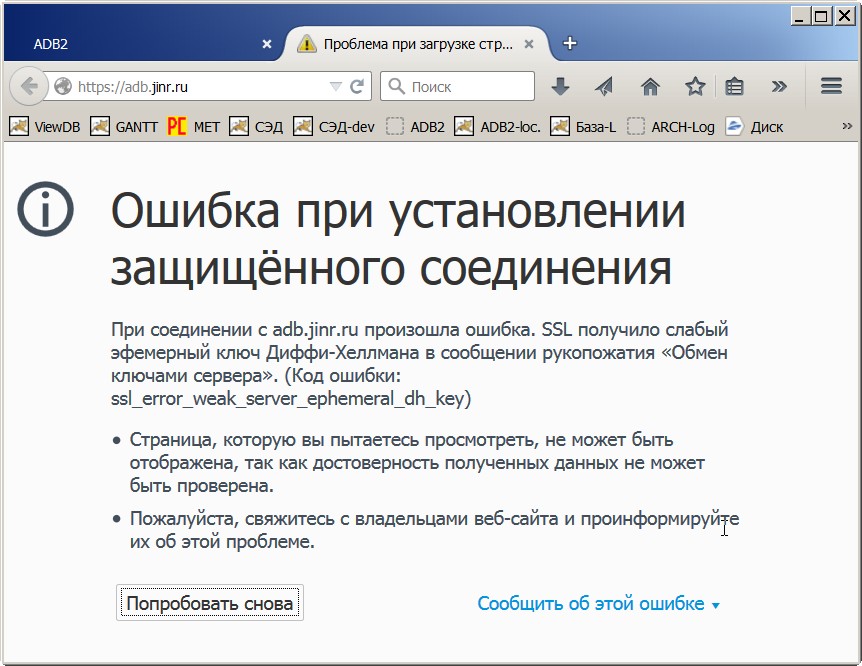 ADB2
Проблема при загрузке стр...
https://adb.jinr.ru
Поиск
ViewDB GANTT PC MET СЭД СЭД-dev ADB2 ADB2-loc. База-L ARCH-Log Диск
Ошибка при установлении
защищённого соединения
При соединении с adb.jinr.ru произошла ошибка. SSL получило слабый
эфемерный ключ Диффи-Хеллмана в сообщении рукопожатия «Обмен
ключами сервера». (Код ошибки:
ssl_error_weak_server_ephemeral_dh_key)
• Страница, которую вы пытаетесь просмотреть, не может быть
отображена, так как достоверность полученных данных не может
быть проверена.
• Пожалуйста, свяжитесь с владельцами веб-сайта и проинформируйте
их об этой проблеме.
Попробовать снова
Сообщить об этой ошибке